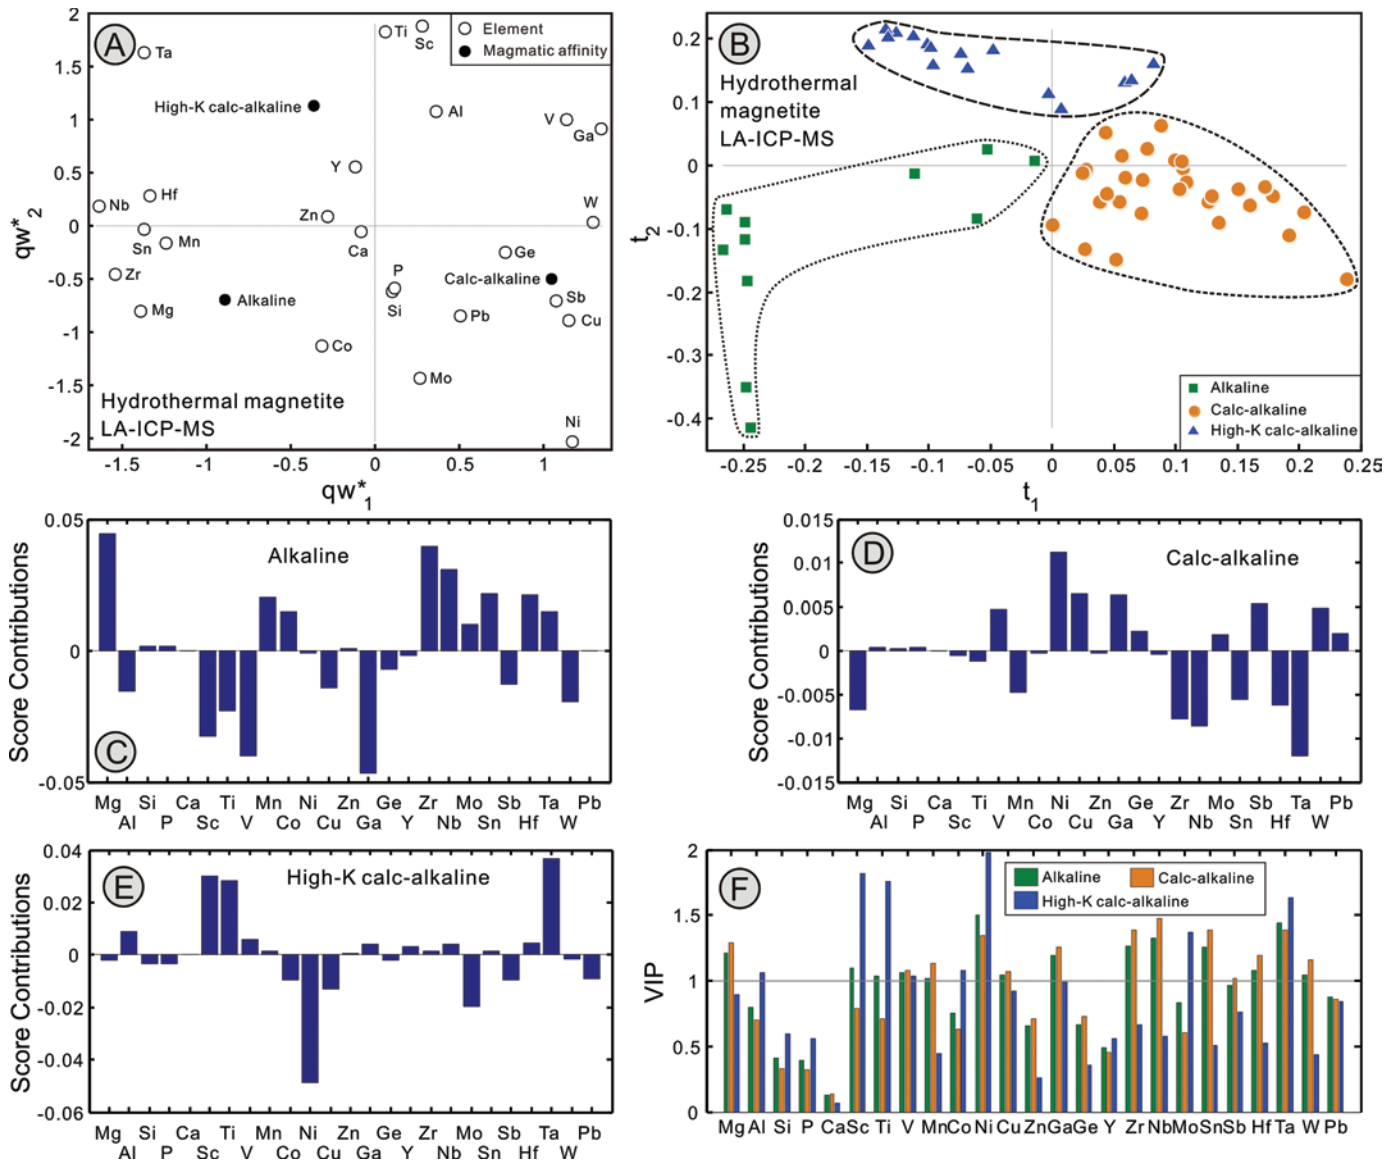 A
Element
Magmatic affinity
Ta
Ti
Sc
High-K calc-alkaline
Al
V
Ga
Y
Nb
Hf
Zn
W
Sn
Mn
Ca
Ge
Zr
P
Calc-alkaline
Alkaline
Mg
Si
Sb
Pb
Cu
Co
Mo
Ni
Hydrothermal magnetite
LA-ICP-MS
2
1.5
1
0.5
0
-0.5
-1
-1.5
-2
qw*2
-1.5
-1
-0.5
0
0.5
1
qw*1
B
Hydrothermal
magnetite
LA-ICP-MS
0.2
0.1
0
-0.1
-0.2
-0.3
-0.4
t2
Alkaline
Calc-alkaline
High-K calc-alkaline
-0.25 -0.2 -0.15 -0.1 -0.05 0 0.05 0.1 0.15 0.2 0.25
t1
C
Alkaline
Score Contributions
0.05
0
-0.05
Mg Si Ca Ti Mn Ni Zn Ge Zr Mo Sb Ta Pb
Al P Sc V Co Cu Ga Y Nb Sn Hf W
D
Calc-alkaline
Score Contributions
0.015
0.01
0.005
0
-0.005
-0.01
-0.015
Mg Si Ca Ti Mn Ni Zn Ge Zr Mo Sb Ta Pb
Al P Sc V Co Cu Ga Y Nb Sn Hf W
E
High-K calc-alkaline
Score Contributions
0.04
0.02
0
-0.02
-0.04
-0.06
Mg Si Ca Ti Mn Ni Zn Ge Zr Mo Sb Ta Pb
Al P Sc V Co Cu Ga Y Nb Sn Hf W
F
Alkaline
Calc-alkaline
High-K calc-alkaline
VIP
2
1.5
1
0.5
0
Mg Al Si P Ca Sc Ti V Mn Co Ni Cu Zn Ga Ge Y Zr Nb Mo Sn Sb Hf Ta W Pb